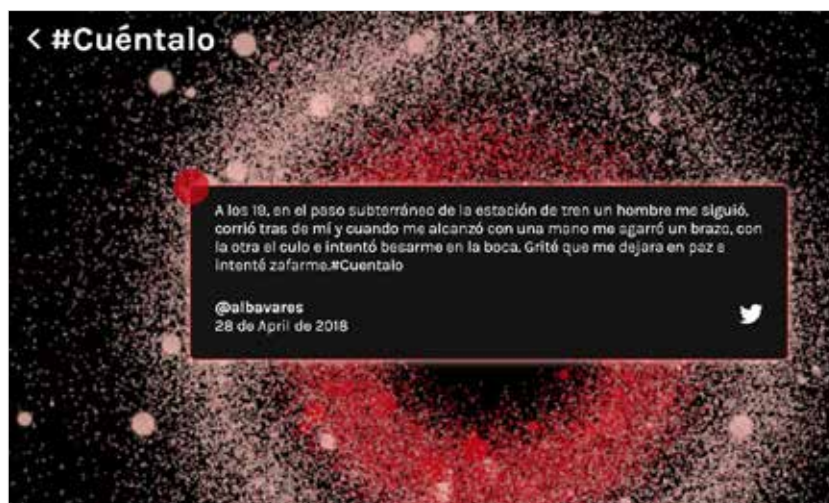 < #Cuéntalo
A los 19, en el paso subterráneo de la estación de tren un hombre me siguió,
corrió tras de mí y cuando me alcanzó con una mano me agarró un brazo, con
la otra el culo e intentó besarme en la boca. Grité que me dejara en paz e
intenté zafarme.#Cuentalo
@albavares
28 de April de 2018